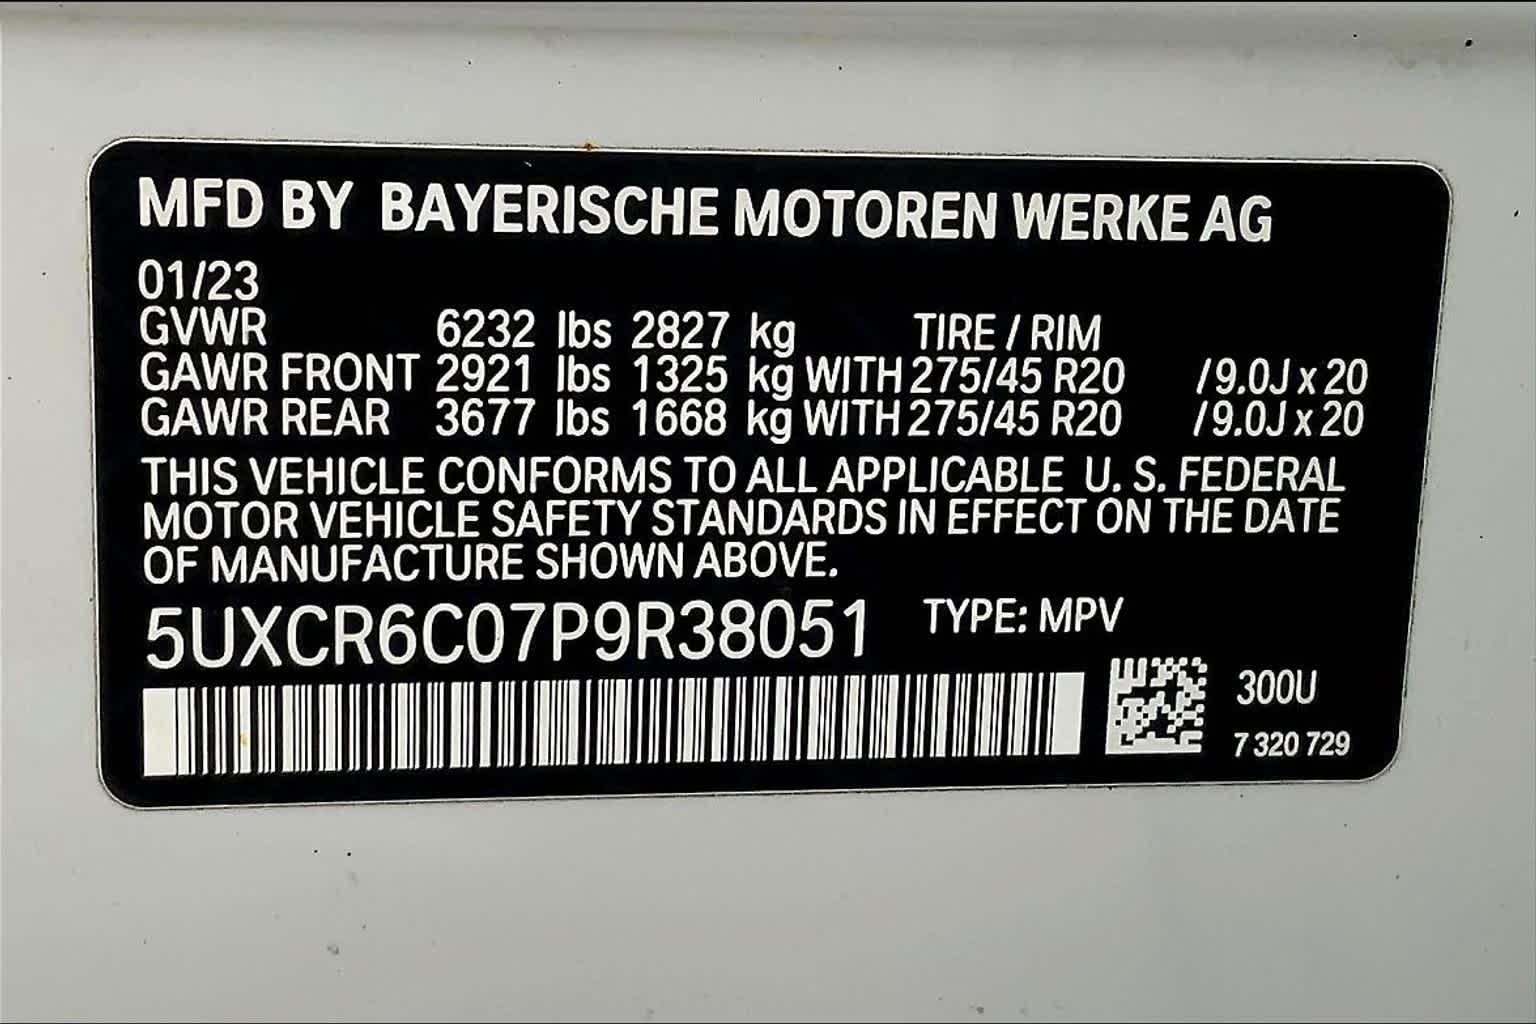 MFD BY BAYERISCHE MOTOREN WERKE AG
01/23
GVWR 6232 lbs 2827 kg TIRE / RIM
GAWR FRONT 2921 lbs 1325 kg WITH 275/45 R20 /9.0J x 20
GAWR REAR 3677 lbs 1668 kg WITH 275/45 R20 /9.0J x 20
THIS VEHICLE CONFORMS TO ALL APPLICABLE U. S. FEDERAL
MOTOR VEHICLE SAFETY STANDARDS IN EFFECT ON THE DATE
OF MANUFACTURE SHOWN ABOVE.
5UXCR6C07P9R38051 TYPE: MPV
300U
7 320 729